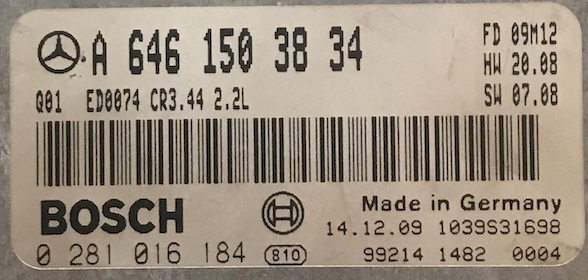 A 646 150 38 34 FD 09M12
HW 20.08
Q01 ED0074 CR3.44 2.2L SW 07.08
BOSCH Made in Germany
14.12.09 1039S31698
0 281 016 184 810 99214 1482 0004